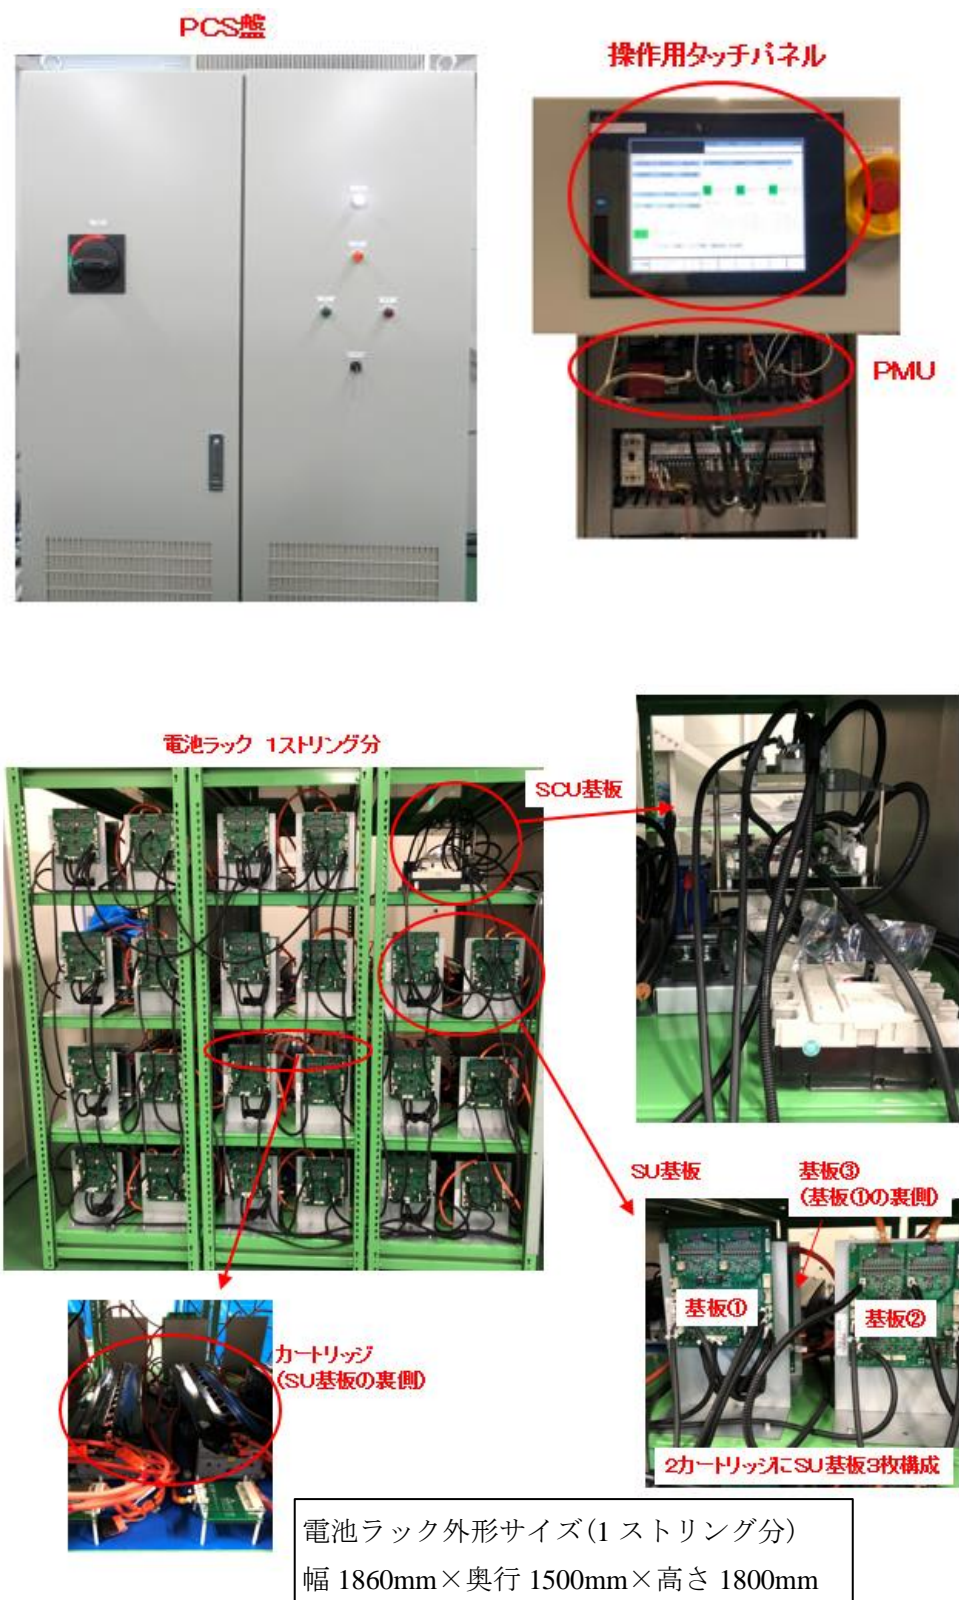 PCS盤
操作用タッチパネル
PMU
電池ラック 1ストリング分
SCU基板
SU基板
基板③
(基板①の裏側)
基板①
基板②
2カートリッジにSU基板3枚構成
カートリッジ
(SU基板の裏側)
電池ラック外形サイズ(1 ストリング分)
幅 1860mm×奥行 1500mm×高さ 1800mm